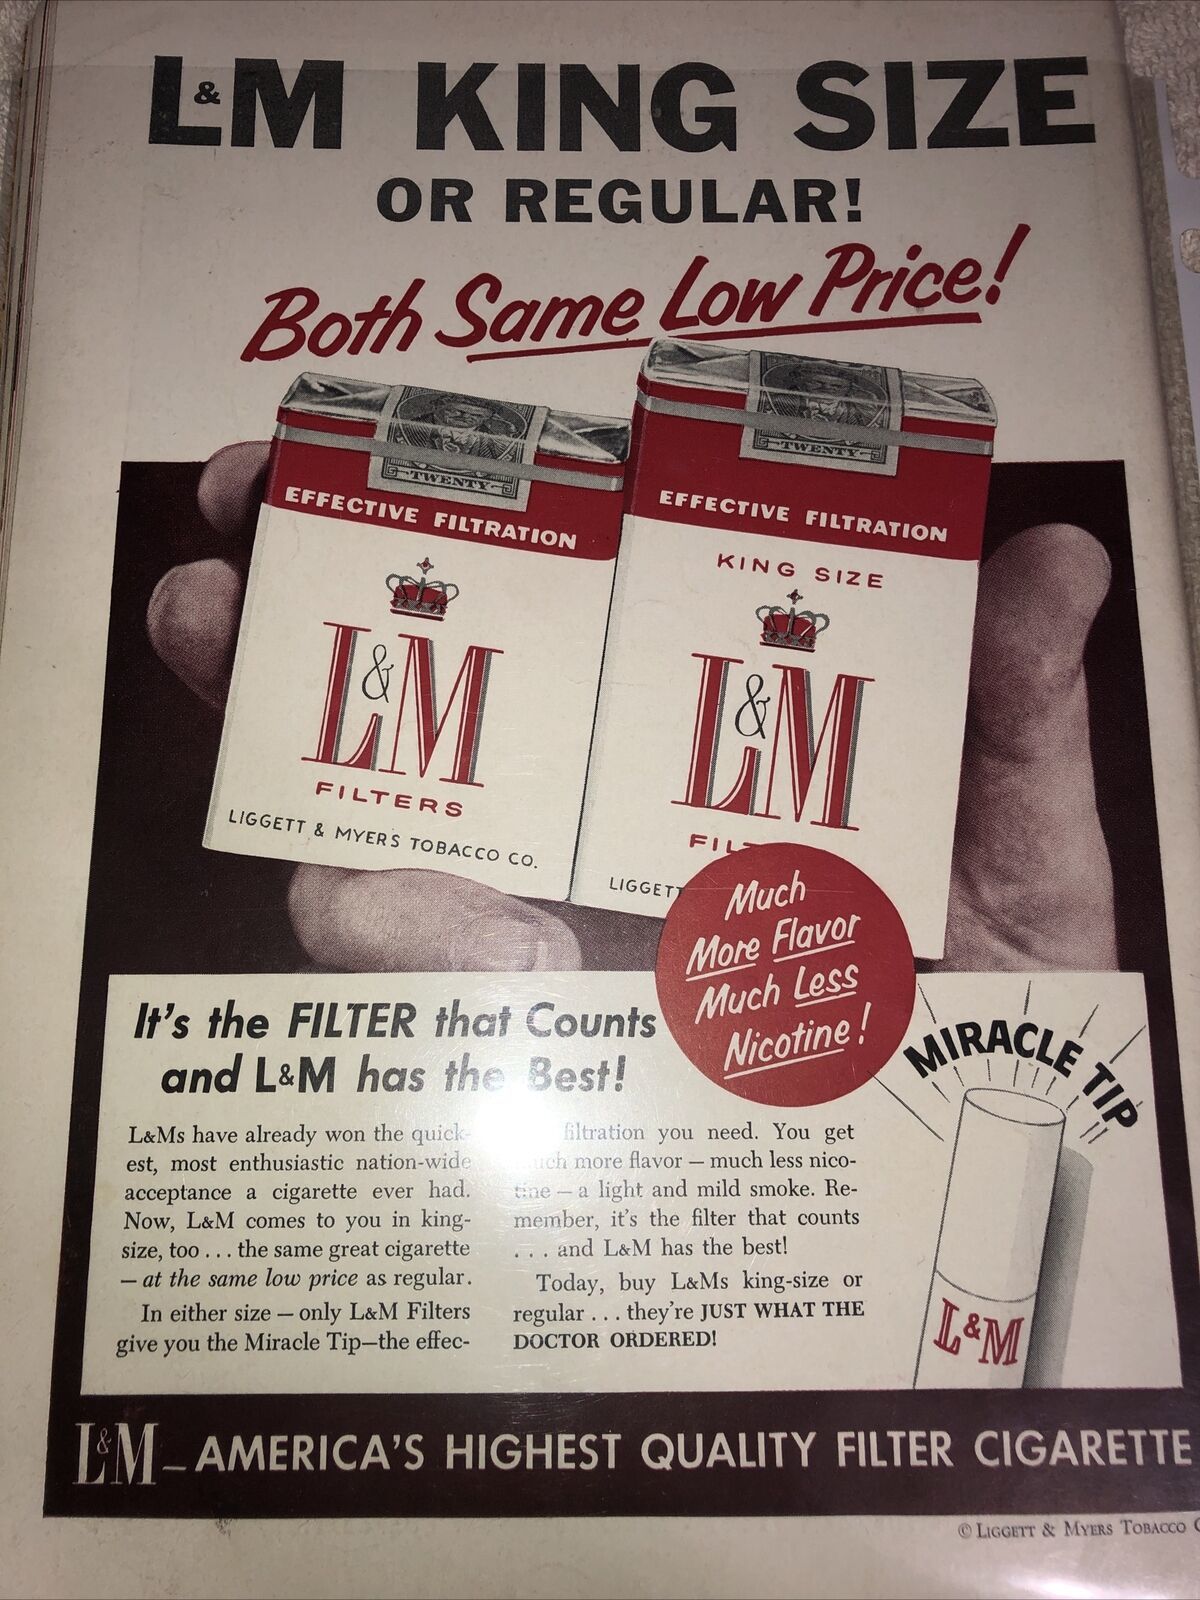 L&M KING SIZE
OR REGULAR!
Both Same Low Price!
TWENTY
EFFECTIVE FILTRATION
L&M
FILTERS
LIGGETT & MYERS TOBACCO CO.
TWENTY
EFFECTIVE FILTRATION
KING SIZE
L&M
FILT
LIGGETT
Much
More Flavor
Much Less
Nicotine!
It's the FILTER that Counts
and L&M has the Best!
L&Ms have already won the quick-
est, most enthusiastic nation-wide
acceptance a cigarette ever had.
Now, L&M comes to you in king-
size, too . . . the same great cigarette
— at the same low price as regular.
In either size — only L&M Filters
give you the Miracle Tip—the effec-
filtration you need. You get
much more flavor — much less nico-
tine — a light and mild smoke. Re-
member, it's the filter that counts
. . . and L&M has the best!
Today, buy L&Ms king-size or
regular . . . they're JUST WHAT THE
DOCTOR ORDERED!
MIRACLE TIP
L&M
L&M — AMERICA'S HIGHEST QUALITY FILTER CIGARETTE
© LIGGETT & MYERS TOBACCO